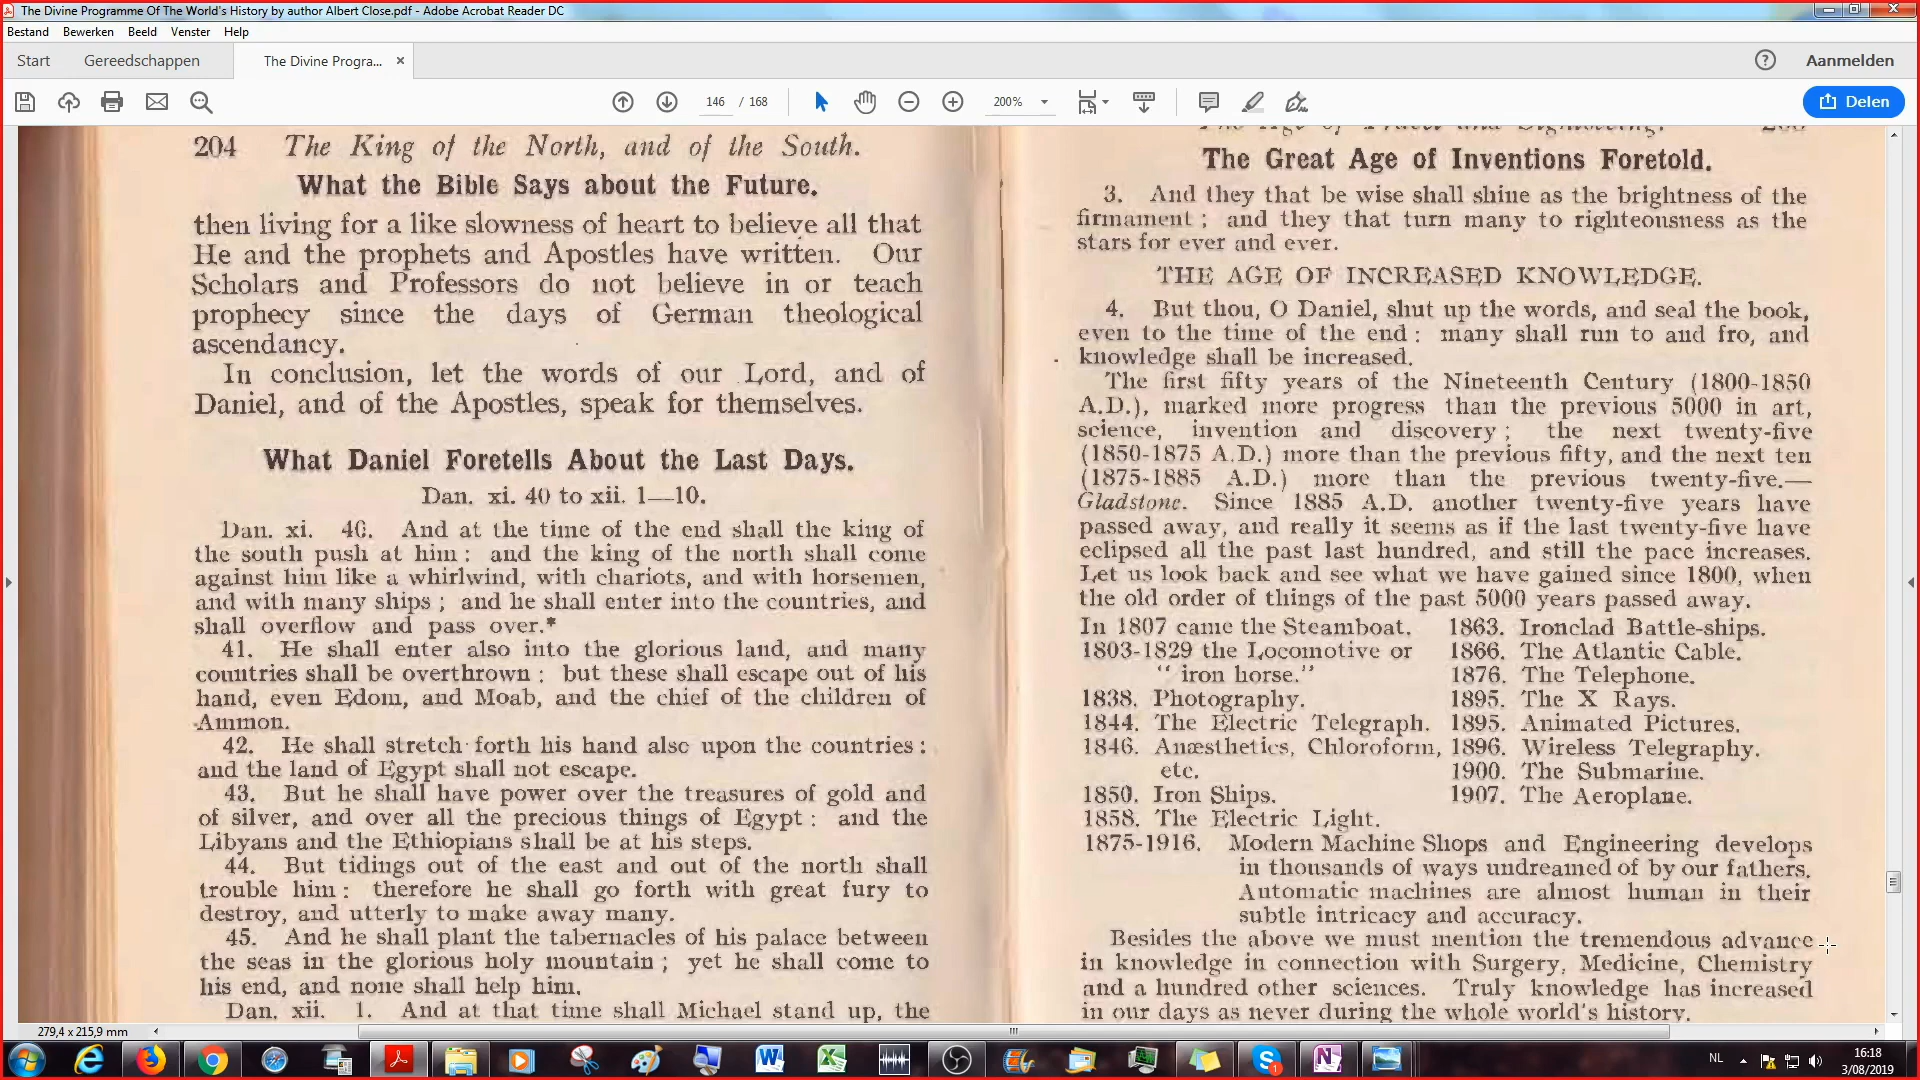 The Divine Programme Of The World's History by author Albert Close.pdf - Adobe Acrobat Reader DC
Bestand Bewerken Beeld Venster Help
Start Gereedschappen The Divine Progra... × Aanmelden
146 / 168 200% Delen
204 The King of the North, and of the South.
What the Bible Says about the Future.
then living for a like slowness of heart to believe all that
He and the prophets and Apostles have written. Our
Scholars and Professors do not believe in or teach
prophecy since the days of German theological
ascendancy.
In conclusion, let the words of our Lord, and of
Daniel, and of the Apostles, speak for themselves.
What Daniel Foretells About the Last Days.
Dan. xi. 40 to xii. 1—10.
Dan. xi. 40. And at the time of the end shall the king of
the south push at him: and the king of the north shall come
against him like a whirlwind, with chariots, and with horsemen,
and with many ships; and he shall enter into the countries, and
shall overflow and pass over.*
41. He shall enter also into the glorious land, and many
countries shall be overthrown: but these shall escape out of his
hand, even Edom, and Moab, and the chief of the children of
Ammon.
42. He shall stretch forth his hand also upon the countries:
and the land of Egypt shall not escape.
43. But he shall have power over the treasures of gold and
of silver, and over all the precious things of Egypt: and the
Libyans and the Ethiopians shall be at his steps.
44. But tidings out of the east and out of the north shall
trouble him: therefore he shall go forth with great fury to
destroy, and utterly to make away many.
45. And he shall plant the tabernacles of his palace between
the seas in the glorious holy mountain; yet he shall come to
his end, and none shall help him.
Dan. xii. 1. And at that time shall Michael stand up, the
The Great Age of Inventions Foretold.
3. And they that be wise shall shine as the brightness of the
firmament; and they that turn many to righteousness as the
stars for ever and ever.
THE AGE OF INCREASED KNOWLEDGE.
4. But thou, O Daniel, shut up the words, and seal the book,
even to the time of the end: many shall run to and fro, and
knowledge shall be increased.
The first fifty years of the Nineteenth Century (1800-1850
A.D.), marked more progress than the previous 5000 in art,
science, invention and discovery; the next twenty-five
(1850-1875 A.D.) more than the previous fifty, and the next ten
(1875-1885 A.D.) more than the previous twenty-five.—
Gladstone. Since 1885 A.D. another twenty-five years have
passed away, and really it seems as if the last twenty-five have
eclipsed all the past last hundred, and still the pace increases.
Let us look back and see what we have gained since 1800, when
the old order of things of the past 5000 years passed away.
In 1807 came the Steamboat. 1863. Ironclad Battle-ships.
1803-1829 the Locomotive or 1866. The Atlantic Cable.
"iron horse." 1876. The Telephone.
1838. Photography. 1895. The X Rays.
1844. The Electric Telegraph. 1895. Animated Pictures.
1846. Anæsthetics, Chloroform, 1896. Wireless Telegraphy.
etc. 1900. The Submarine.
1850. Iron Ships. 1907. The Aeroplane.
1858. The Electric Light.
1875-1916. Modern Machine Shops and Engineering develops
in thousands of ways undreamed of by our fathers.
Automatic machines are almost human in their
subtle intricacy and accuracy.
Besides the above we must mention the tremendous advance
in knowledge in connection with Surgery, Medicine, Chemistry
and a hundred other sciences. Truly knowledge has increased
in our days as never during the whole world's history.
279,4 x 215,9 mm
NL 16:18
3/08/2019